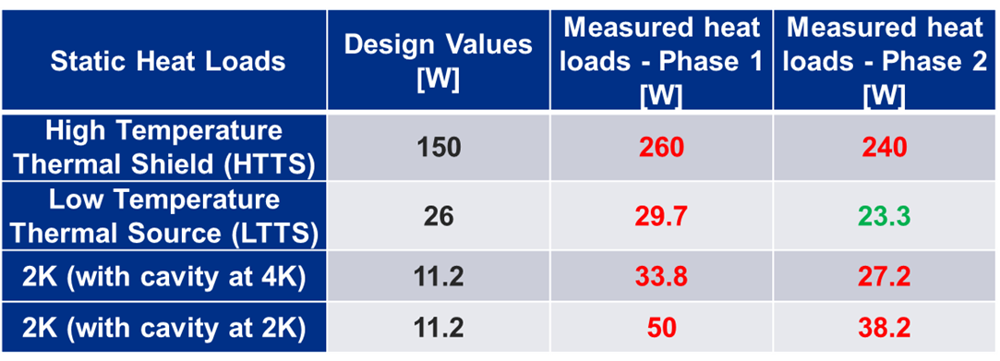 Static Heat Loads
Design Values
[W]
Measured heat
loads - Phase 1
[W]
Measured heat
loads - Phase 2
[W]
High Temperature
Thermal Shield (HTTS)
150
260
240
Low Temperature
Thermal Source (LTTS)
26
29.7
23.3
2K (with cavity at 4K)
11.2
33.8
27.2
2K (with cavity at 2K)
11.2
50
38.2